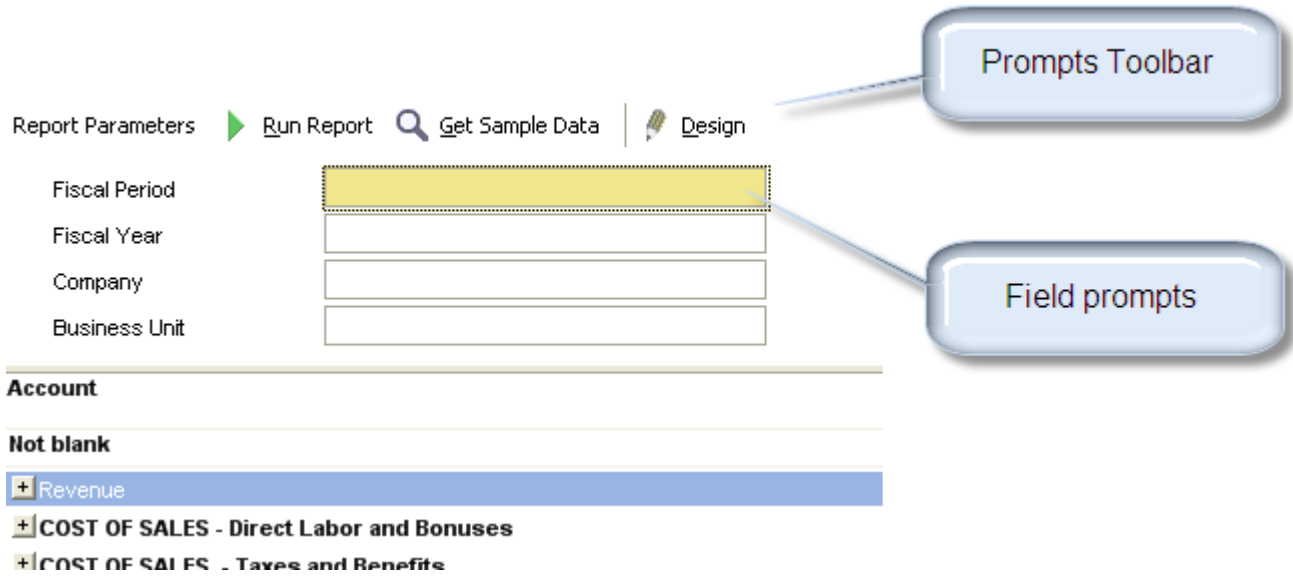 Prompts Toolbar
Report Parameters Run Report Get Sample Data Design
Fiscal Period
Fiscal Year
Company
Field prompts
Business Unit
Account
Not blank
Revenue
COST OF SALES - Direct Labor and Bonuses
COST OF SALES - Taxes and Benefits